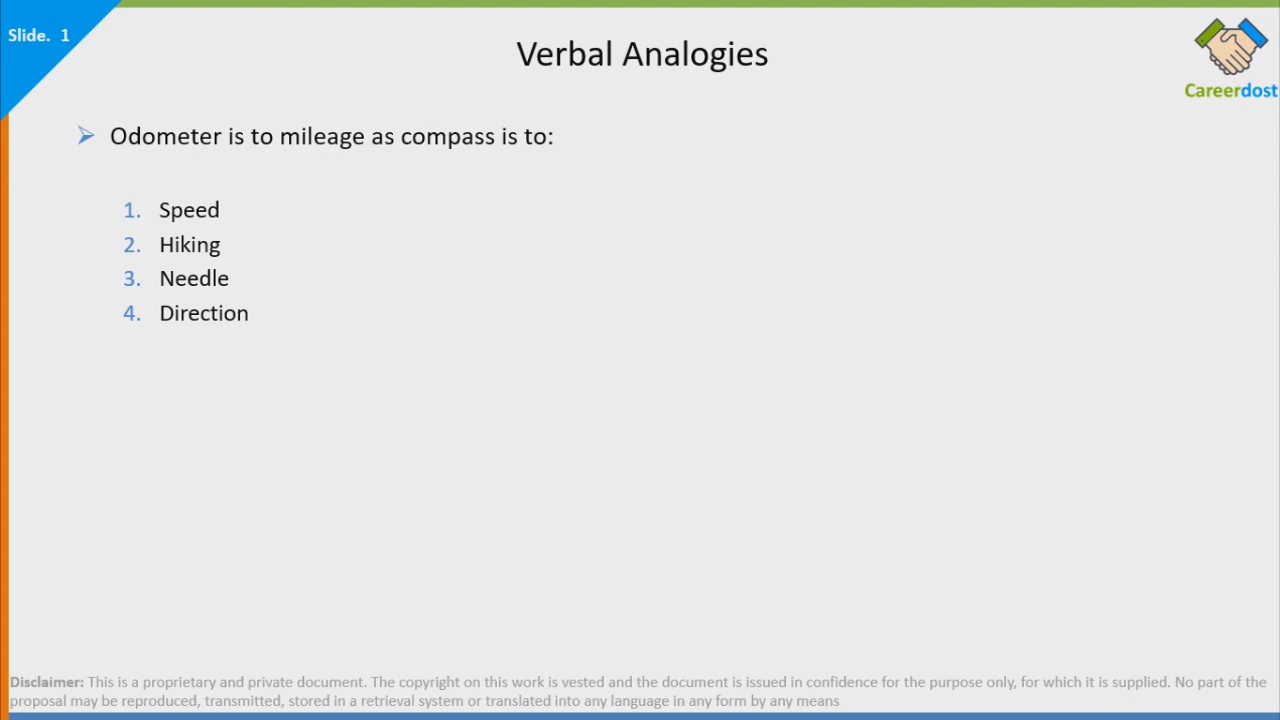 Slide. 1
Verbal Analogies
Careerdost
Odometer is to mileage as compass is to:
1. Speed
2. Hiking
3. Needle
4. Direction
Disclaimer: This is a proprietary and private document. The copyright on this work is vested and the document is issued in confidence for the purpose only, for which it is supplied. No part of the
proposal may be reproduced, transmitted, stored in a retrieval system or translated into any language in any form by any means